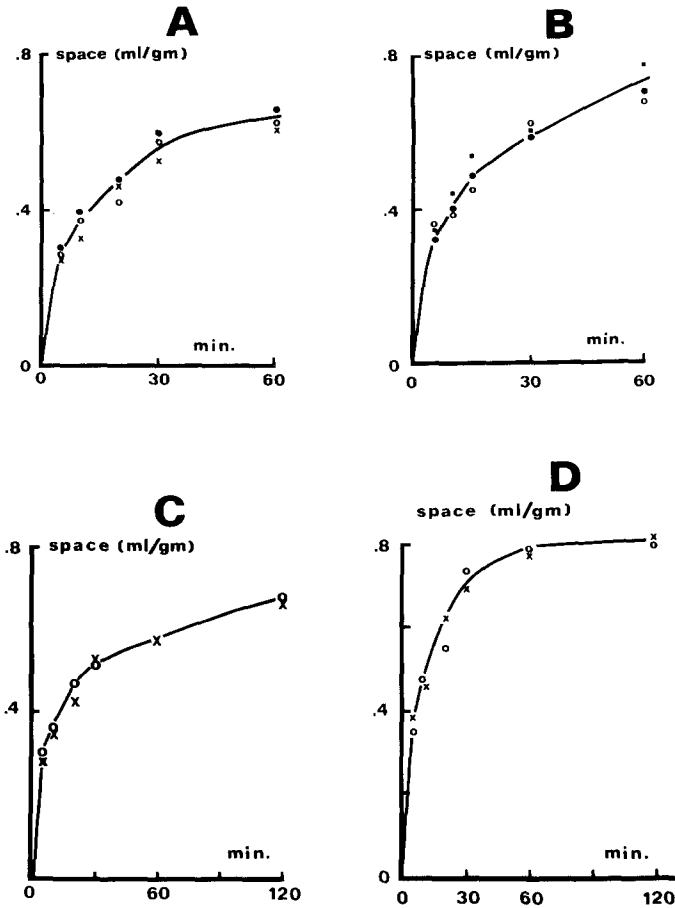 A
space (ml/gm)
.8
.4
0
min.
0 30 60
B
space (ml/gm)
.8
.4
0
min.
0 30 60
C
space (ml/gm)
.8
.4
min.
0 60 120
D
space (ml/gm)
.8
.4
0
min.
0 30 60 120